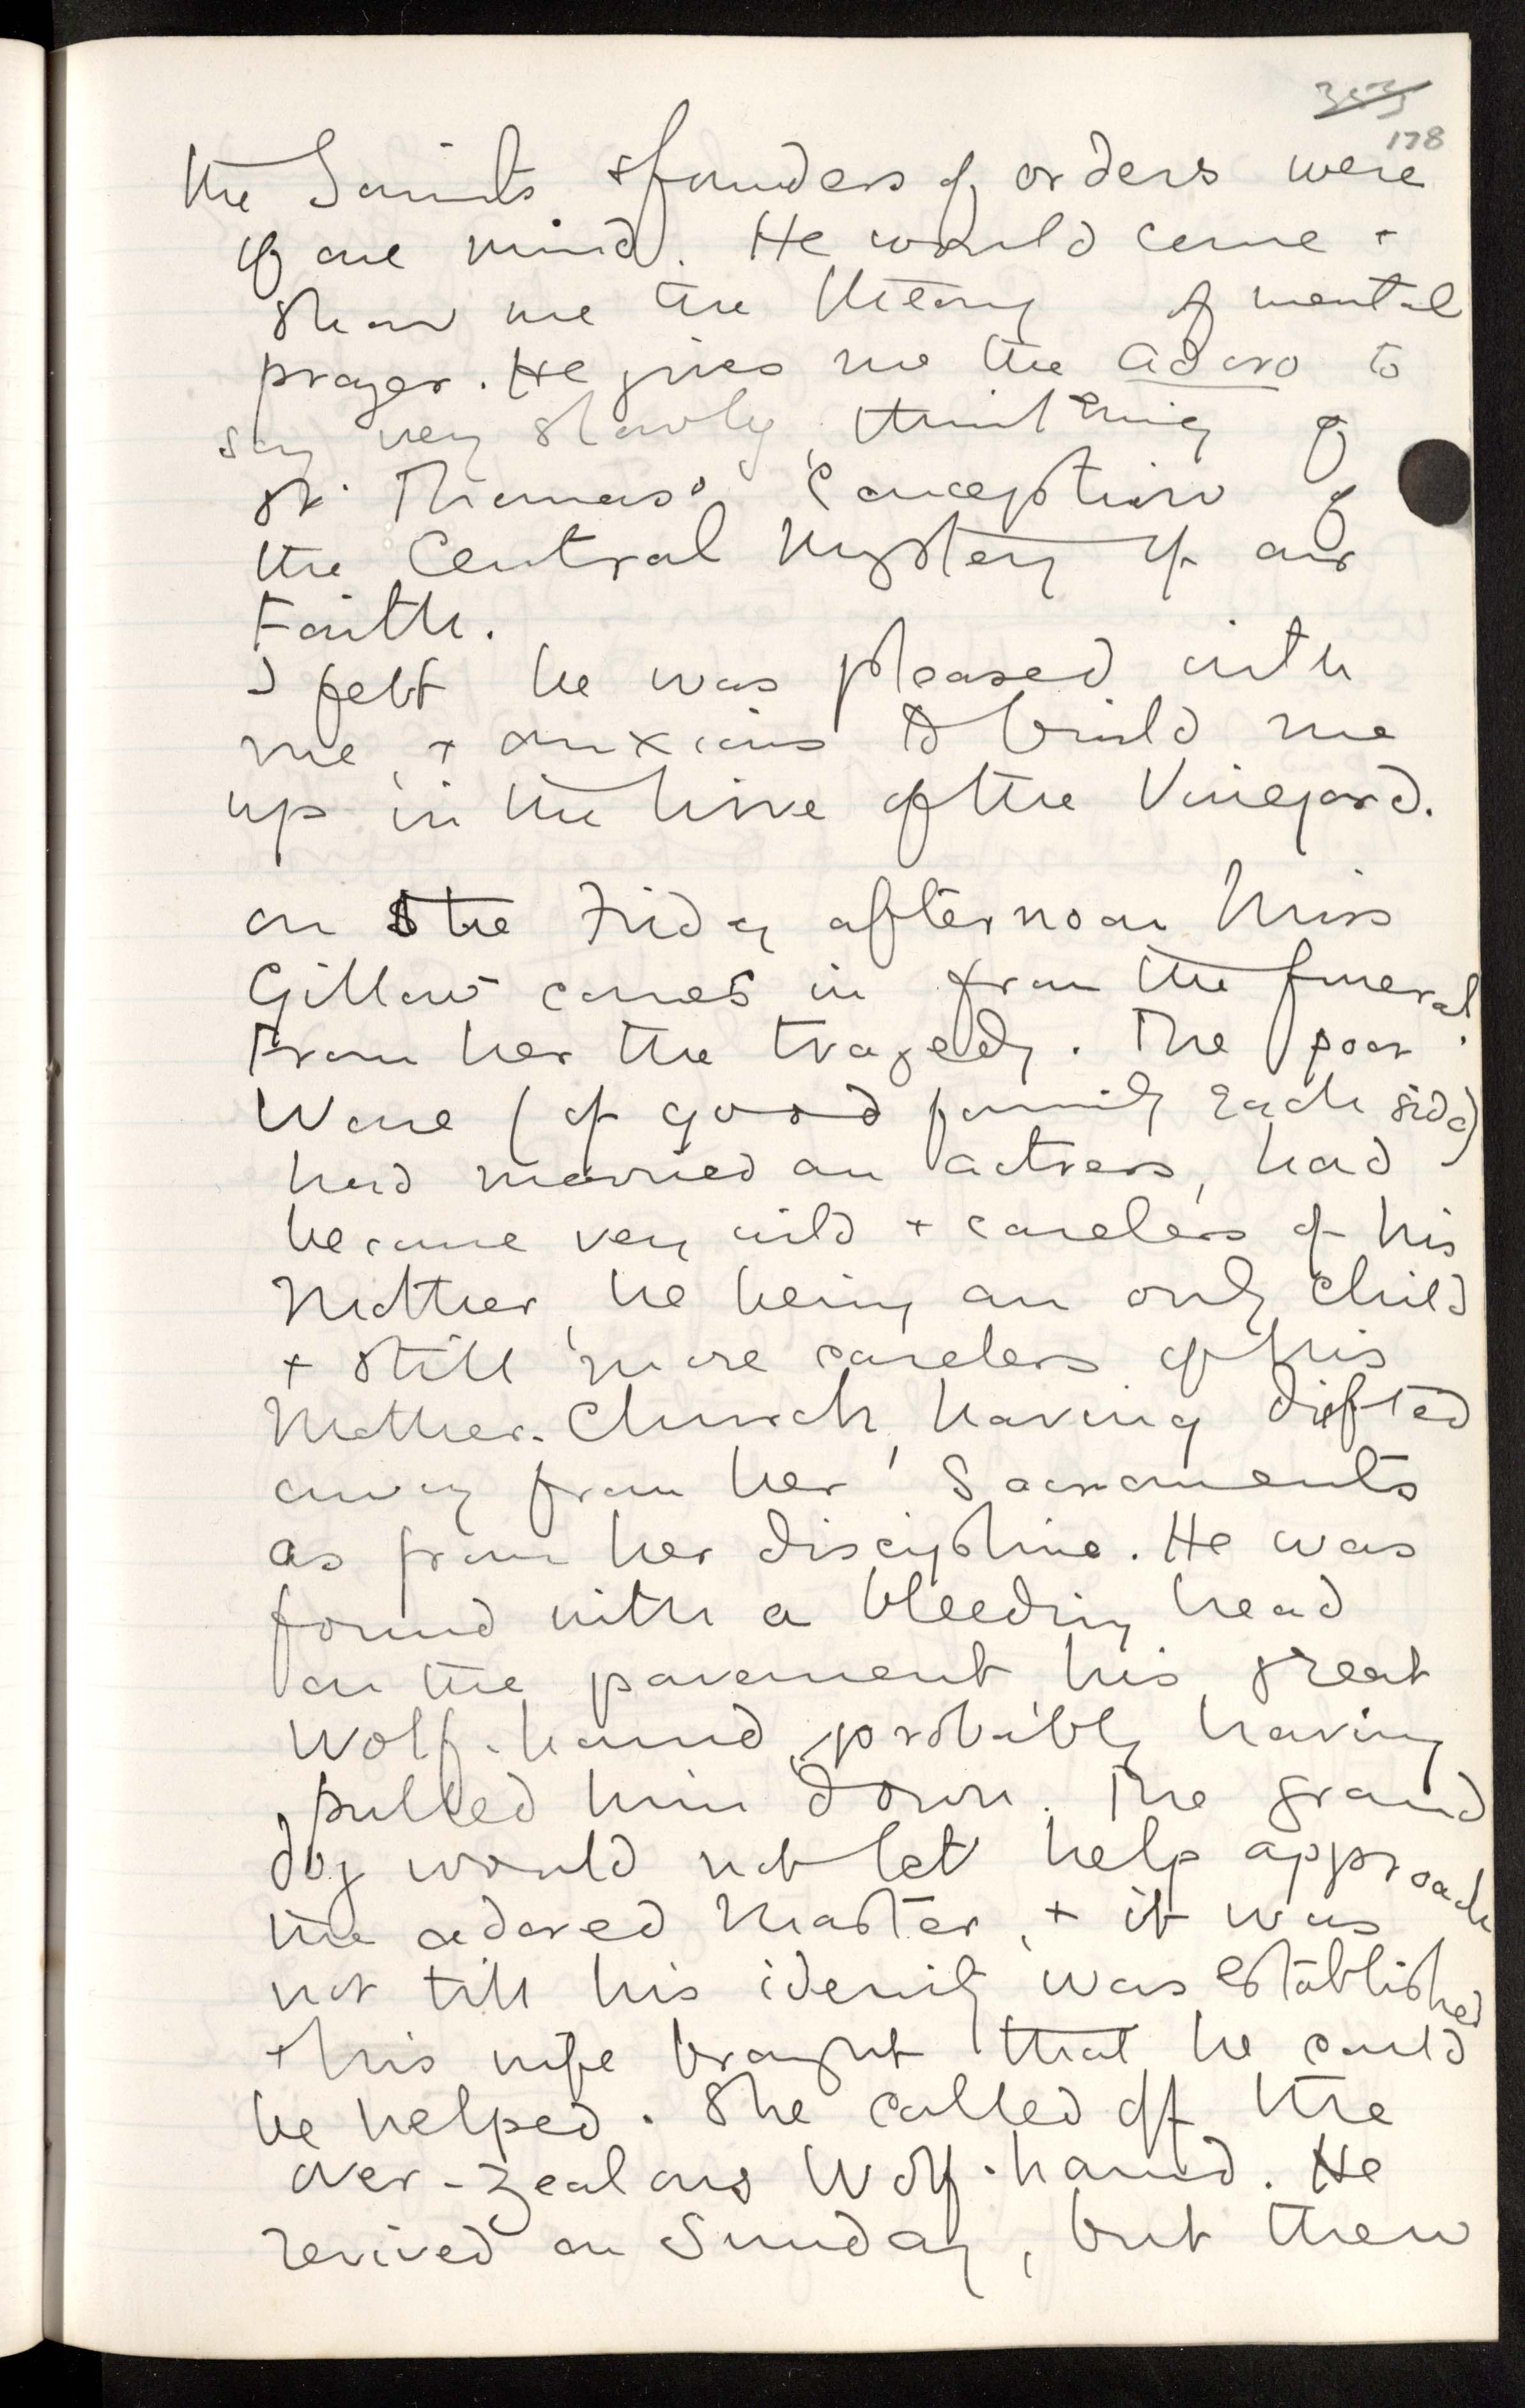 353
178
the Saints + founders of orders were
of one mind. He would come +
show me the theory of mental
prayer. He gives me the adoro to
say very slowly, thinking of
St. Thomas' conception of
the Central Mystery of our
Faith.
I felt he was pleased with
me, + anxious to build me
up in the line of the Vineyard.
on the Friday afternoon Miss
Gillow comes in from the funeral.
From her the tragedy. The poor
Ware (of good family each side)
had married an actress, had
become very wild + careless of his
Mother, he being an only child
+ still more careless of his
Mother-Church, having drifted
away from her Sacraments
as from her discipline. He was
found with a bleeding head
on the pavement his great
Wolf-hound, probably having
pulled him down. The grand
dog would not let help approach
the adored Master, + it was
not till his idenity was established
+ his wife brought that he could
be helped. She called off the
over-zealous Wolf-hound. He
revived on Sunday, but then